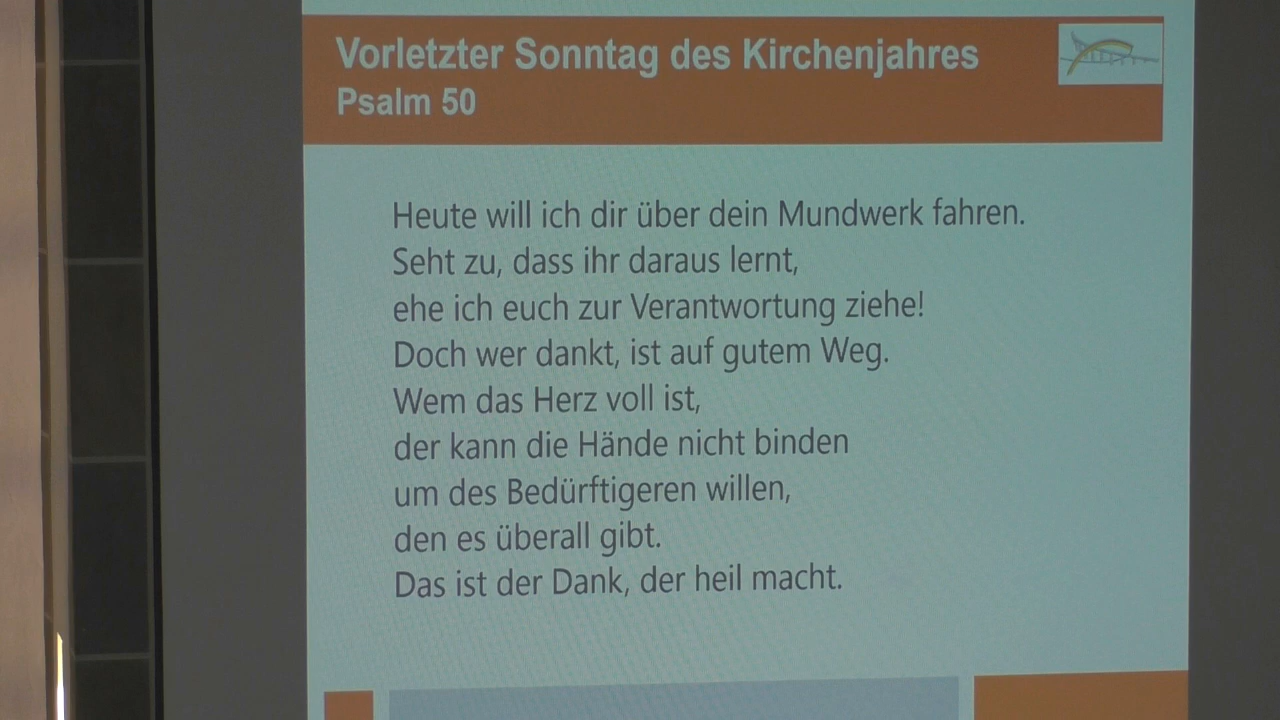 Vorletzter Sonntag des Kirchenjahres
Psalm 50
Heute will ich dir über dein Mundwerk fahren.
Seht zu, dass ihr daraus lernt,
ehe ich euch zur Verantwortung ziehe!
Doch wer dankt, ist auf gutem Weg.
Wem das Herz voll ist,
der kann die Hände nicht binden
um des Bedürftigeren willen,
den es überall gibt.
Das ist der Dank, der heil macht.